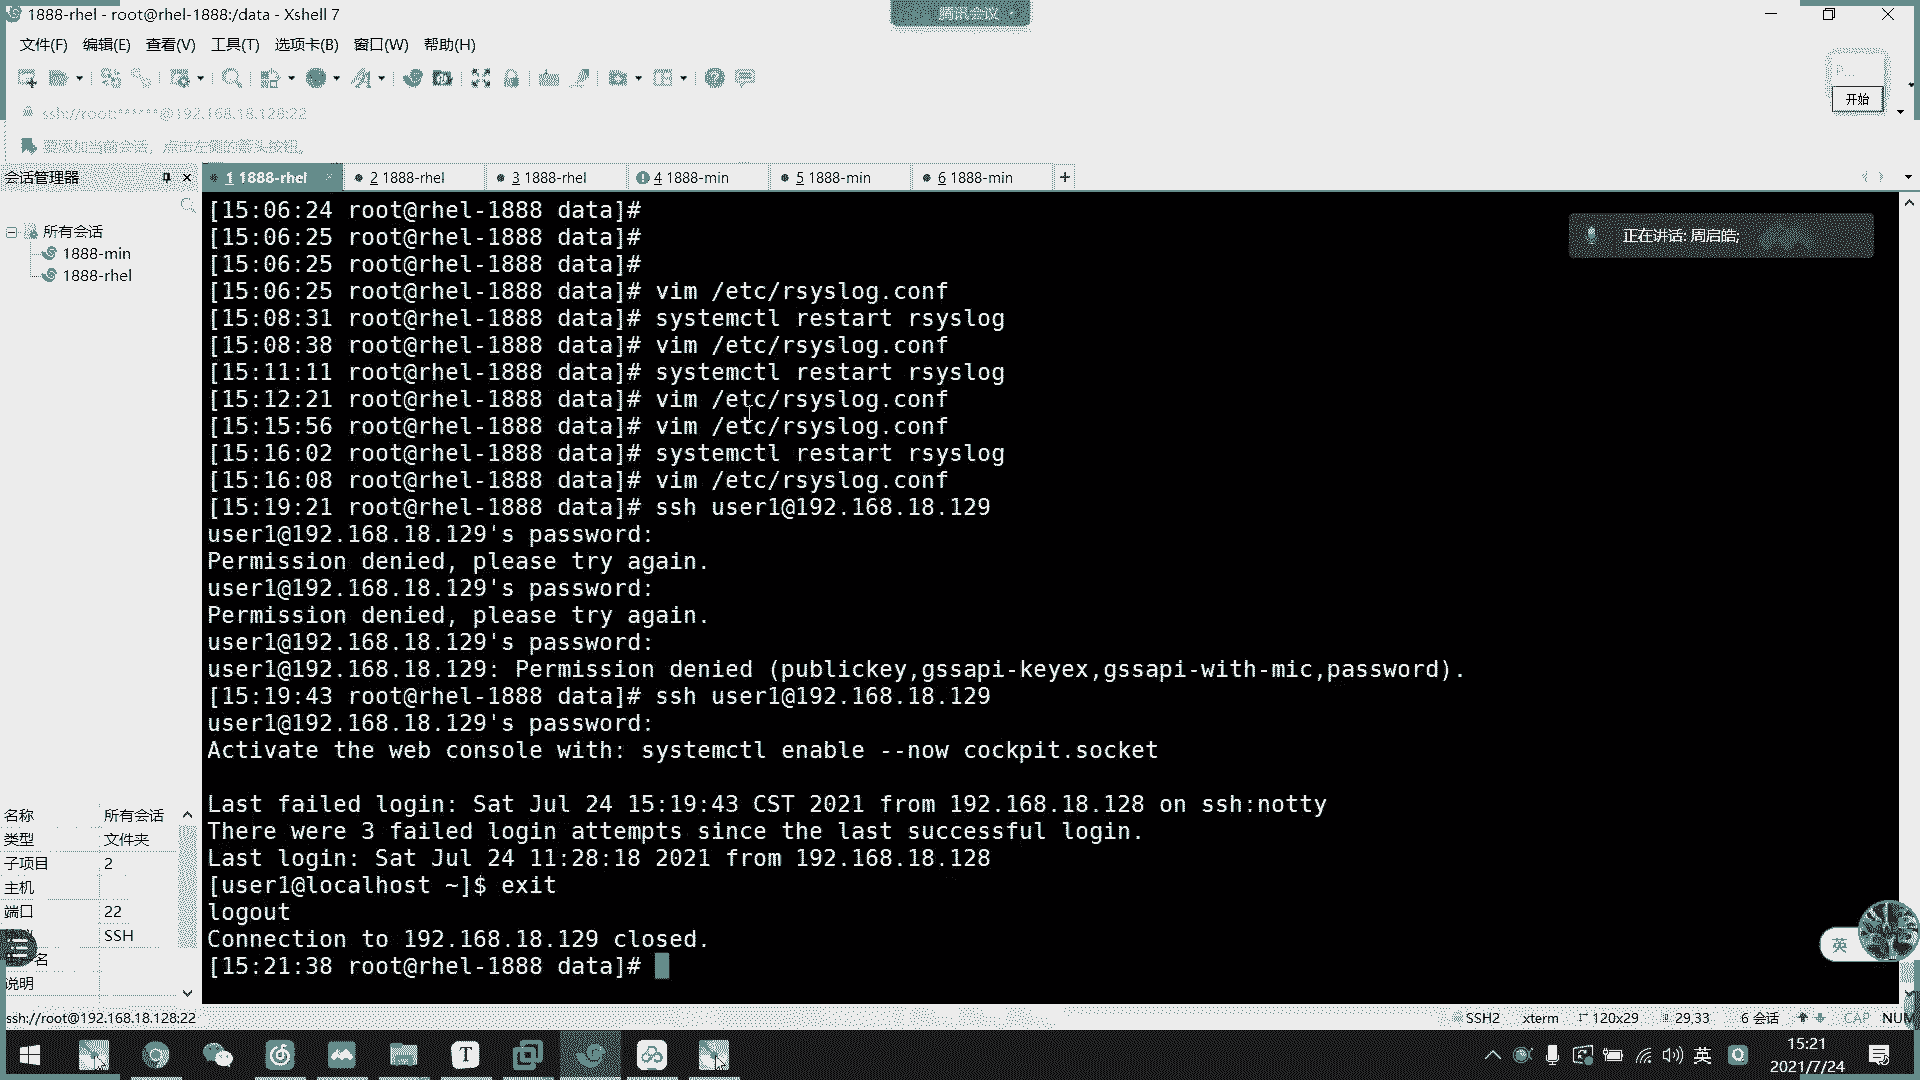 1888-rhel - root@rhel-1888:/data - Xshell 7
腾讯会议
文件(F) 编辑(E) 查看(V) 工具(T) 选项卡(B) 窗口(W) 帮助(H)
P...
开始
ssh://root:******@192.168.18.128:22
要添加当前会话，点击左侧的箭头按钮。
会话管理器
1 1888-rhel 2 1888-rhel 3 1888-rhel 4 1888-min 5 1888-min 6 1888-min
所有会话
1888-min
1888-rhel
[15:06:24 root@rhel-1888 data]#
[15:06:25 root@rhel-1888 data]#
[15:06:25 root@rhel-1888 data]#
[15:06:25 root@rhel-1888 data]# vim /etc/rsyslog.conf
[15:08:31 root@rhel-1888 data]# systemctl restart rsyslog
[15:08:38 root@rhel-1888 data]# vim /etc/rsyslog.conf
[15:11:11 root@rhel-1888 data]# systemctl restart rsyslog
[15:12:21 root@rhel-1888 data]# vim /etc/rsyslog.conf
[15:15:56 root@rhel-1888 data]# vim /etc/rsyslog.conf
[15:16:02 root@rhel-1888 data]# systemctl restart rsyslog
[15:16:08 root@rhel-1888 data]# vim /etc/rsyslog.conf
[15:19:21 root@rhel-1888 data]# ssh user1@192.168.18.129
user1@192.168.18.129's password:
Permission denied, please try again.
user1@192.168.18.129's password:
Permission denied, please try again.
user1@192.168.18.129's password:
user1@192.168.18.129: Permission denied (publickey,gssapi-keyex,gssapi-with-mic,password).
[15:19:43 root@rhel-1888 data]# ssh user1@192.168.18.129
user1@192.168.18.129's password:
Activate the web console with: systemctl enable --now cockpit.socket
Last failed login: Sat Jul 24 15:19:43 CST 2021 from 192.168.18.128 on ssh:notty
There were 3 failed login attempts since the last successful login.
Last login: Sat Jul 24 11:28:18 2021 from 192.168.18.128
[user1@localhost ~]$ exit
logout
Connection to 192.168.18.129 closed.
[15:21:38 root@rhel-1888 data]#
正在讲话: 周启皓;
名称 所有会话
类型 文件夹
子项目 2
主机
端口 22
SSH
名
说明
英
ssh://root@192.168.18.128:22
SSH2 xterm 120x29 29,33 6 会话 CAP NUM
T
英
15:21
2021/7/24